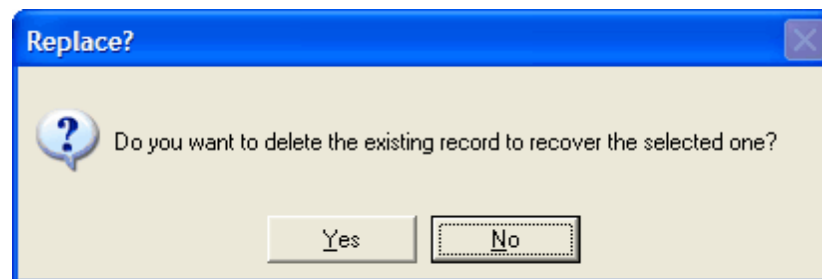 Replace?
Do you want to delete the existing record to recover the selected one?
Yes
No